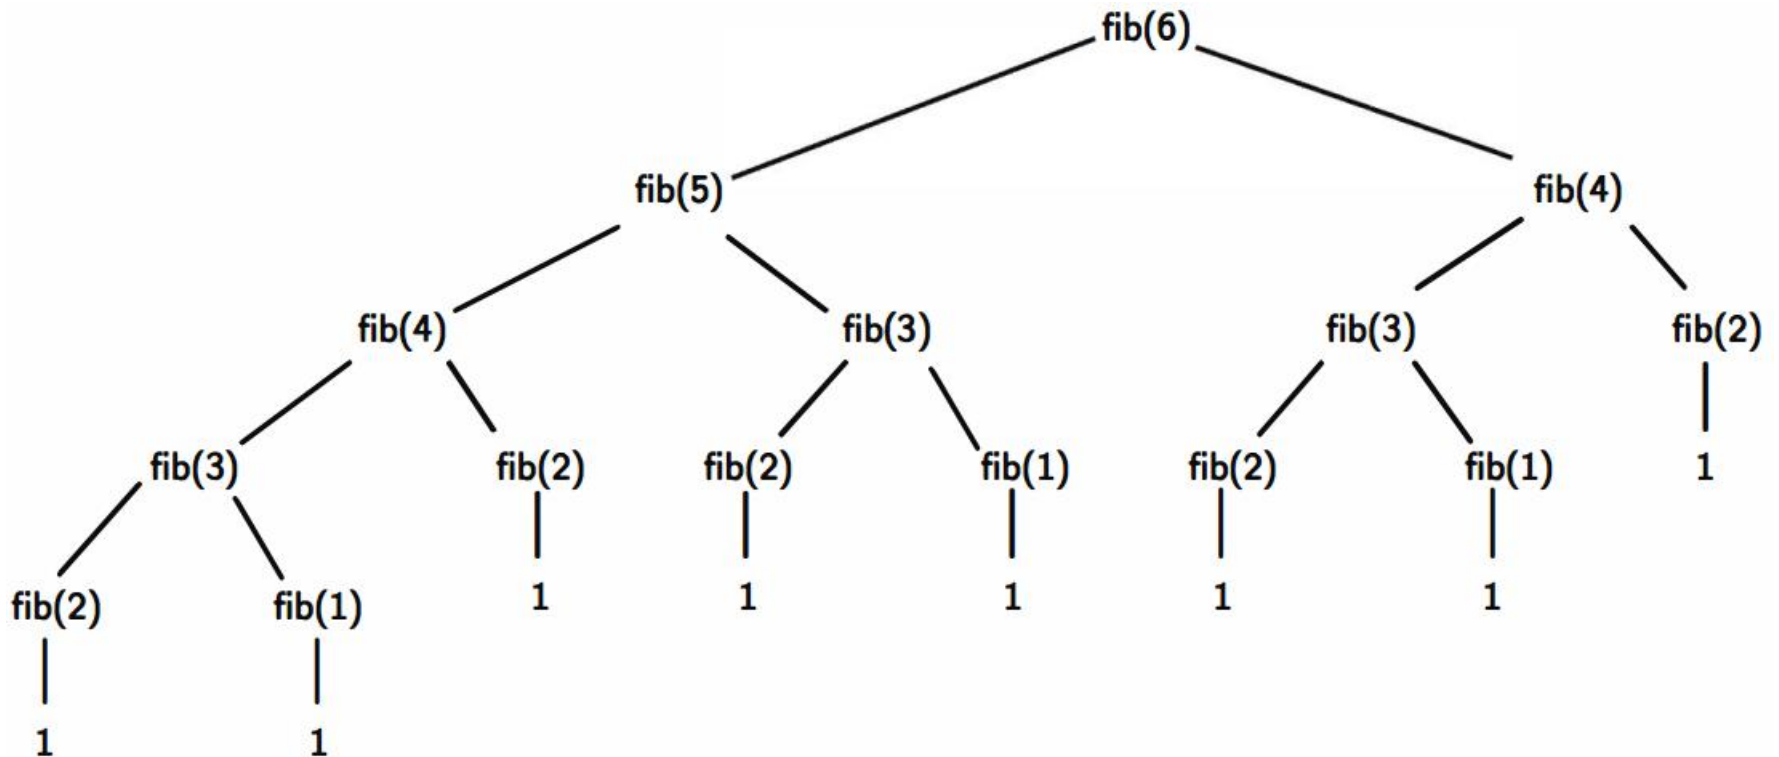 fib(6)
fib(5) fib(4)
fib(4) fib(3) fib(3) fib(2)
fib(3) fib(2) fib(2) fib(1) fib(2) fib(1) 1
fib(2) fib(1) 1 1 1 1 1
1 1